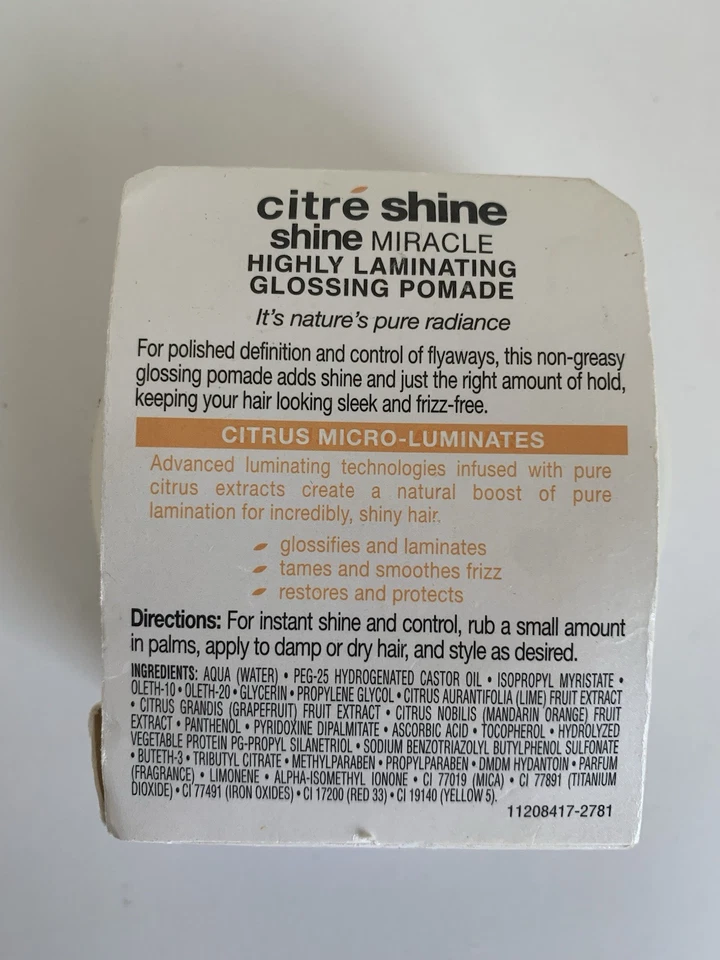 citré shine
shine MIRACLE
HIGHLY LAMINATING
GLOSSING POMADE
It's nature's pure radiance
For polished definition and control of flyaways, this non-greasy
glossing pomade adds shine and just the right amount of hold,
keeping your hair looking sleek and frizz-free.
CITRUS MICRO-LUMINATES
Advanced luminating technologies infused with pure
citrus extracts create a natural boost of pure
lamination for incredibly, shiny hair.
glossifies and laminates
tames and smoothes frizz
restores and protects
Directions: For instant shine and control, rub a small amount
in palms, apply to damp or dry hair, and style as desired.
INGREDIENTS: AQUA (WATER) • PEG-25 HYDROGENATED CASTOR OIL • ISOPROPYL MYRISTATE •
OLETH-10 • OLETH-20 • GLYCERIN • PROPYLENE GLYCOL • CITRUS AURANTIFOLIA (LIME) FRUIT EXTRACT
• CITRUS GRANDIS (GRAPEFRUIT) FRUIT EXTRACT • CITRUS NOBILIS (MANDARIN ORANGE) FRUIT
EXTRACT • PANTHENOL • PYRIDOXINE DIPALMITATE • ASCORBIC ACID • TOCOPHEROL • HYDROLYZED
VEGETABLE PROTEIN PG-PROPYL SILANETRIOL • SODIUM BENZOTRIAZOLYL BUTYLPHENOL SULFONATE
• BUTETH-3 • TRIBUTYL CITRATE • METHYLPARABEN • PROPYLPARABEN • DMDM HYDANTOIN • PARFUM
(FRAGRANCE) • LIMONENE • ALPHA-ISOMETHYL IONONE • CI 77019 (MICA) • CI 77891 (TITANIUM
DIOXIDE) • CI 77491 (IRON OXIDES) • CI 17200 (RED 33) • CI 19140 (YELLOW 5).
11208417-2781